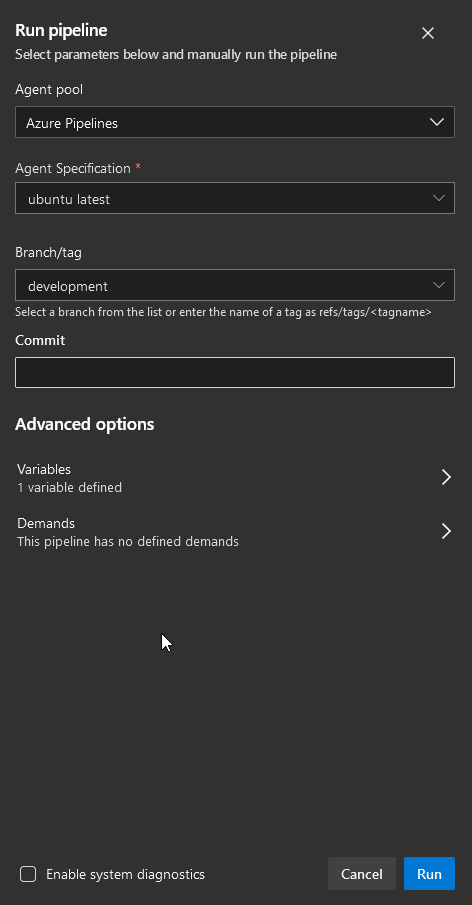 Run pipeline
Select parameters below and manually run the pipeline
Agent pool
Azure Pipelines
Agent Specification *
ubuntu latest
Branch/tag
development
Select a branch from the list or enter the name of a tag as refs/tags/<tagname>
Commit
Advanced options
Variables
1 variable defined
Demands
This pipeline has no defined demands
Enable system diagnostics
Cancel
Run